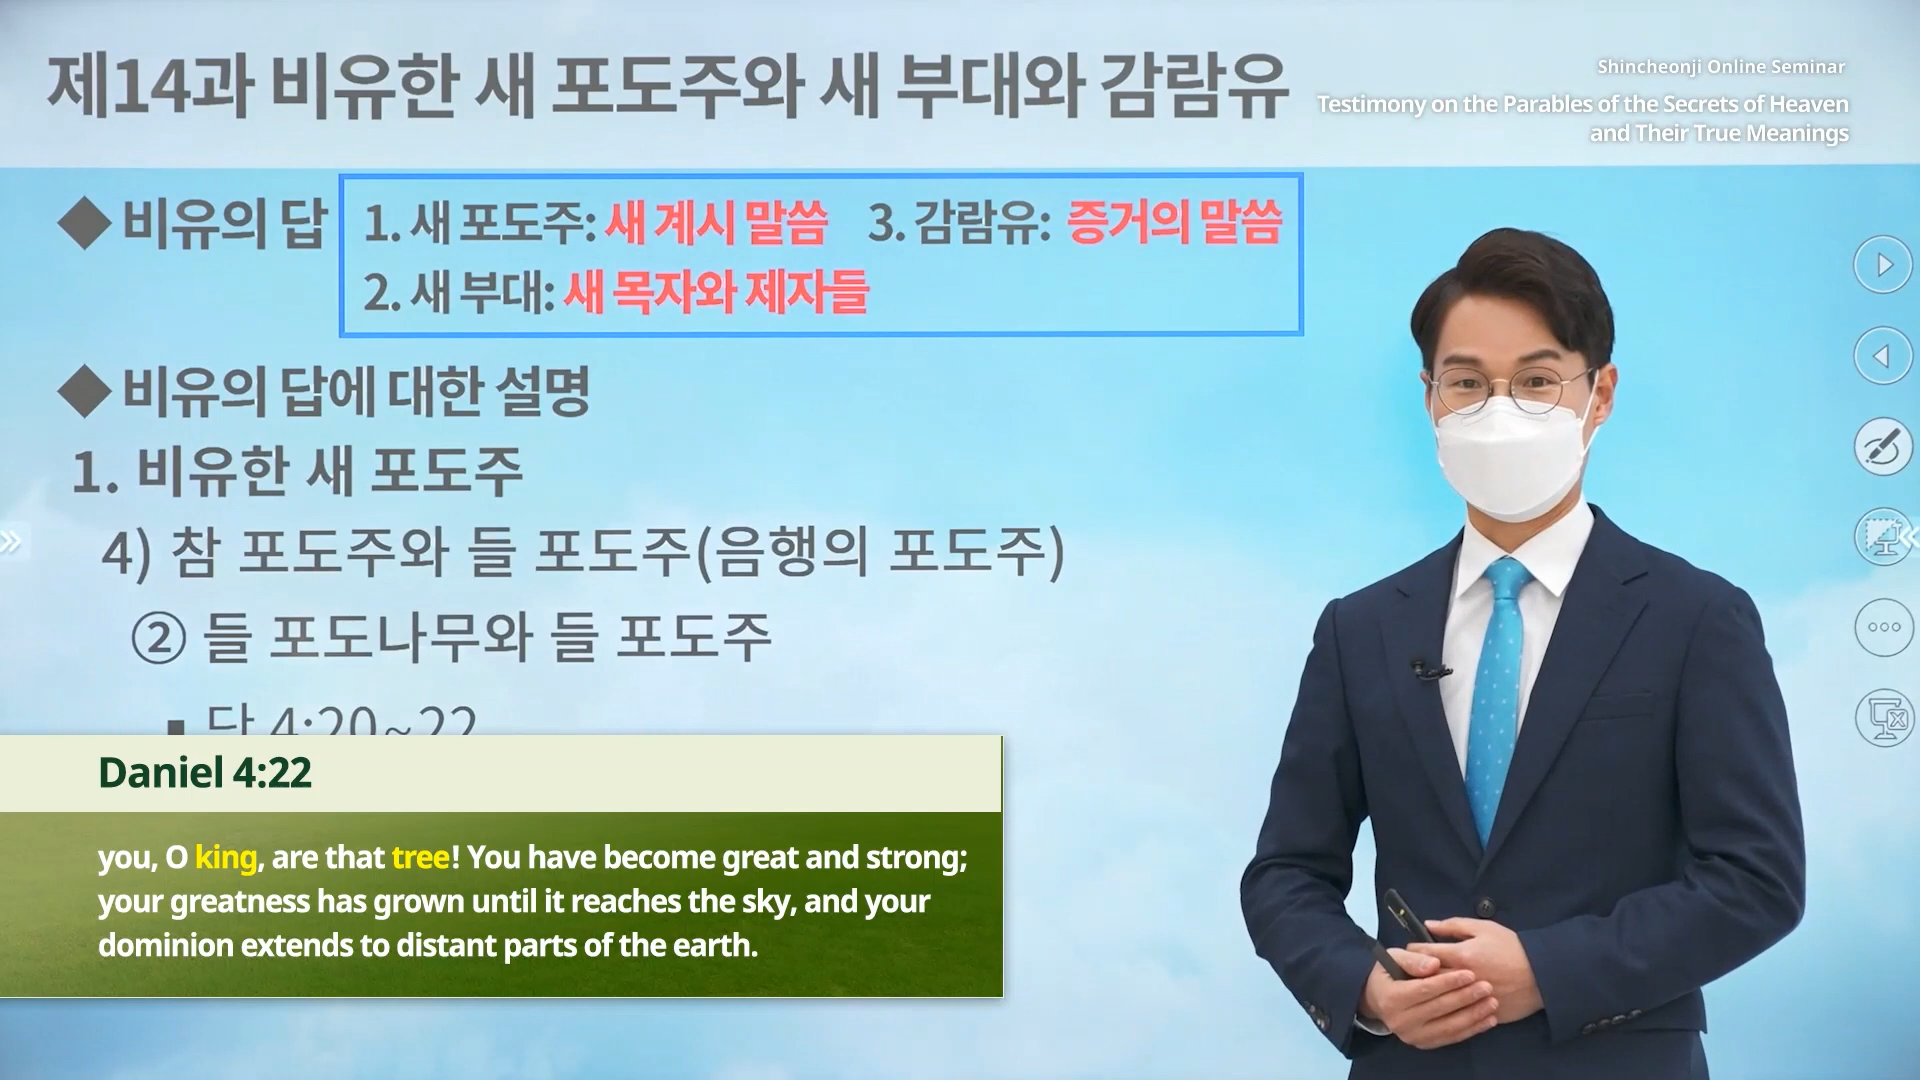 제14과 비유한 새 포도주와 새 부대와 감람유
Shincheonji Online Seminar
Testimony on the Parables of the Secrets of Heaven
and Their True Meanings
◆ 비유의 답
1. 새 포도주: 새 계시 말씀 3. 감람유: 증거의 말씀
2. 새 부대: 새 목자와 제자들
◆ 비유의 답에 대한 설명
1. 비유한 새 포도주
4) 참 포도주와 들 포도주(음행의 포도주)
② 들 포도나무와 들 포도주
▪ 단 4:20~22
Daniel 4:22
you, O king, are that tree! You have become great and strong;
your greatness has grown until it reaches the sky, and your
dominion extends to distant parts of the earth.